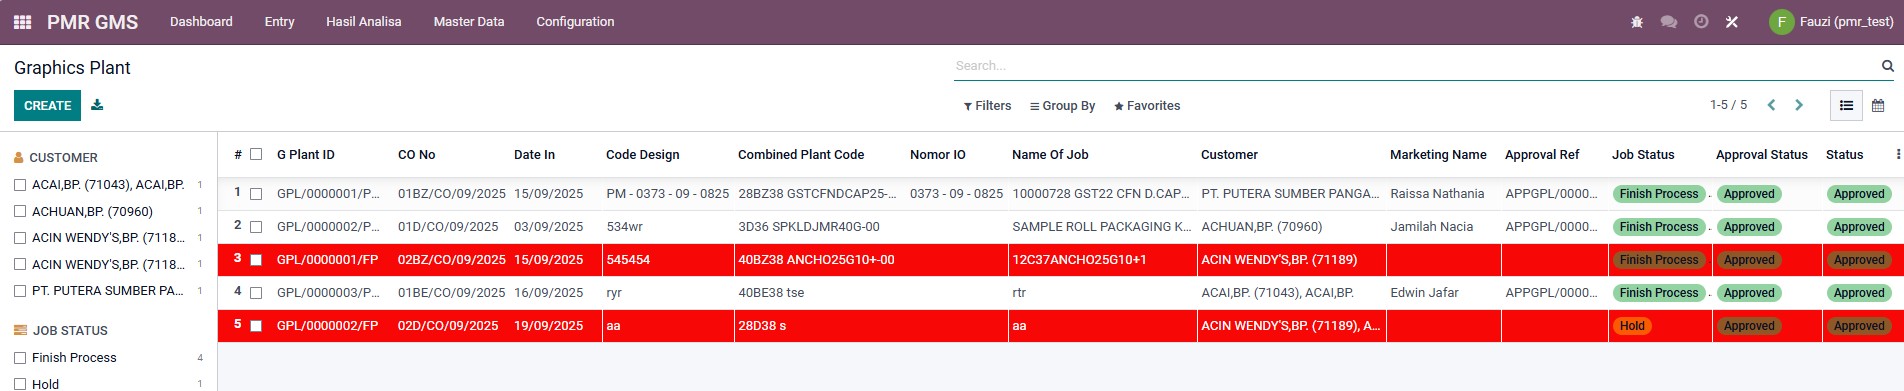 PMR GMS Dashboard Entry Hasil Analisa Master Data Configuration F Fauzi (pmr_test)
Graphics Plant Search...
CREATE Filters Group By Favorites 1-5 / 5
CUSTOMER
ACAI,BP. (71043), ACAI,BP. 1
ACHUAN,BP. (70960) 1
ACIN WENDY'S,BP. (7118... 1
ACIN WENDY'S,BP. (7118... 1
PT. PUTERA SUMBER PA... 1
JOB STATUS
Finish Process 4
Hold 1
# G Plant ID CO No Date In Code Design Combined Plant Code Nomor IO Name Of Job Customer Marketing Name Approval Ref Job Status Approval Status Status
1 GPL/0000001/P... 01BZ/CO/09/2025 15/09/2025 PM - 0373 - 09 - 0825 28BZ38 GSTCFNDCAP25-... 0373 - 09 - 0825 10000728 GST22 CFN D.CAP... PT. PUTERA SUMBER PANGA... Raissa Nathania APPGPL/0000... Finish Process Approved Approved
2 GPL/0000002/P... 01D/CO/09/2025 03/09/2025 534wr 3D36 SPKLDJMR40G-00 SAMPLE ROLL PACKAGING K... ACHUAN,BP. (70960) Jamilah Nacia APPGPL/0000... Finish Process Approved Approved
3 GPL/0000001/FP 02BZ/CO/09/2025 15/09/2025 545454 40BZ38 ANCHO25G10+-00 12C37ANCHO25G10+1 ACIN WENDY'S,BP. (71189) Finish Process Approved Approved
4 GPL/0000003/P... 01BE/CO/09/2025 16/09/2025 ryr 40BE38 tse rtr ACAI,BP. (71043), ACAI,BP. Edwin Jafar APPGPL/0000... Finish Process Approved Approved
5 GPL/0000002/FP 02D/CO/09/2025 19/09/2025 aa 28D38 s aa ACIN WENDY'S,BP. (71189), A... Hold Approved Approved